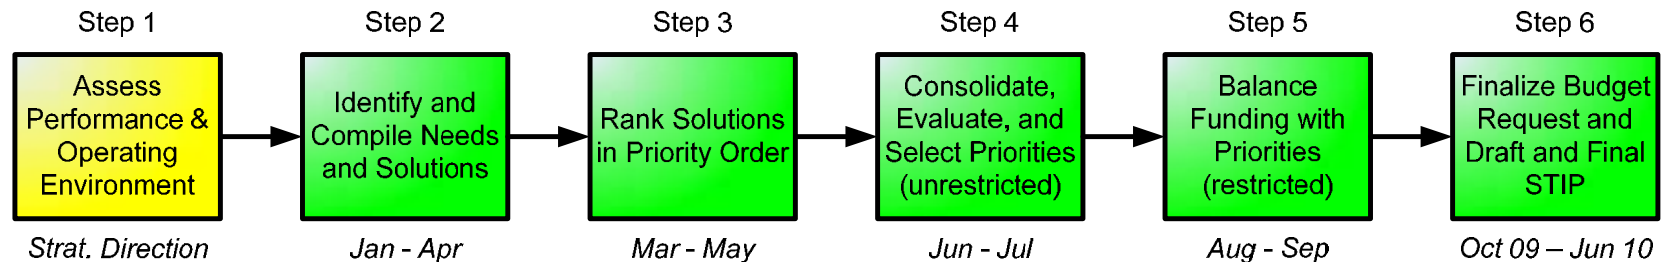 Step 1
Assess
Performance &
Operating
Environment
Strat. Direction
Step 2
Identify and
Compile Needs
and Solutions
Jan - Apr
Step 3
Rank Solutions
in Priority Order
Mar - May
Step 4
Consolidate,
Evaluate, and
Select Priorities
(unrestricted)
Jun - Jul
Step 5
Balance
Funding with
Priorities
(restricted)
Aug - Sep
Step 6
Finalize Budget
Request and
Draft and Final
STIP
Oct 09 – Jun 10